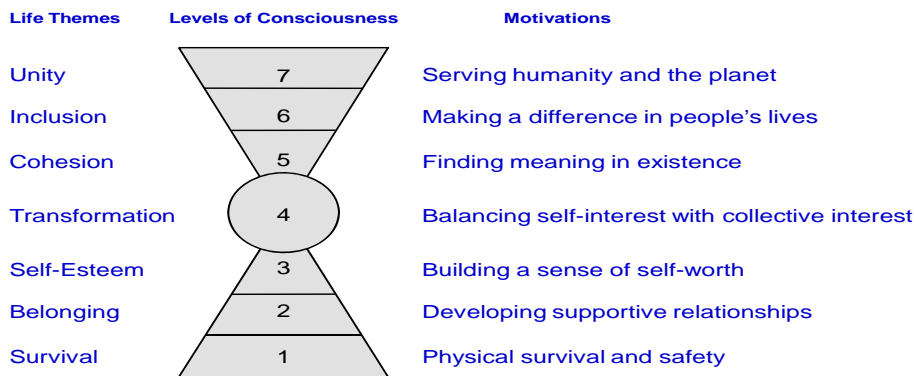 Life Themes Levels of Consciousness Motivations
Unity 7 Serving humanity and the planet
Inclusion 6 Making a difference in people's lives
Cohesion 5 Finding meaning in existence
Transformation 4 Balancing self-interest with collective interest
Self-Esteem 3 Building a sense of self-worth
Belonging 2 Developing supportive relationships
Survival 1 Physical survival and safety